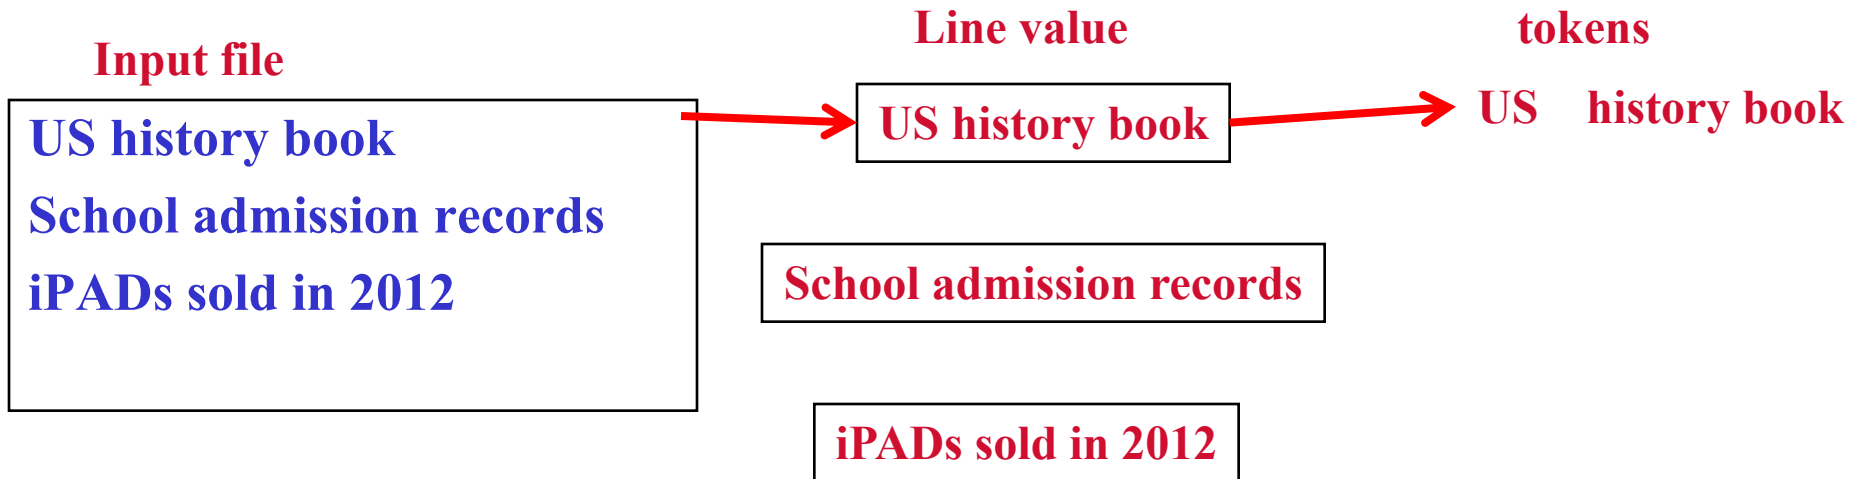 Input file
US history book
School admission records
iPADs sold in 2012
Line value
US history book
School admission records
iPADs sold in 2012
tokens
US history book